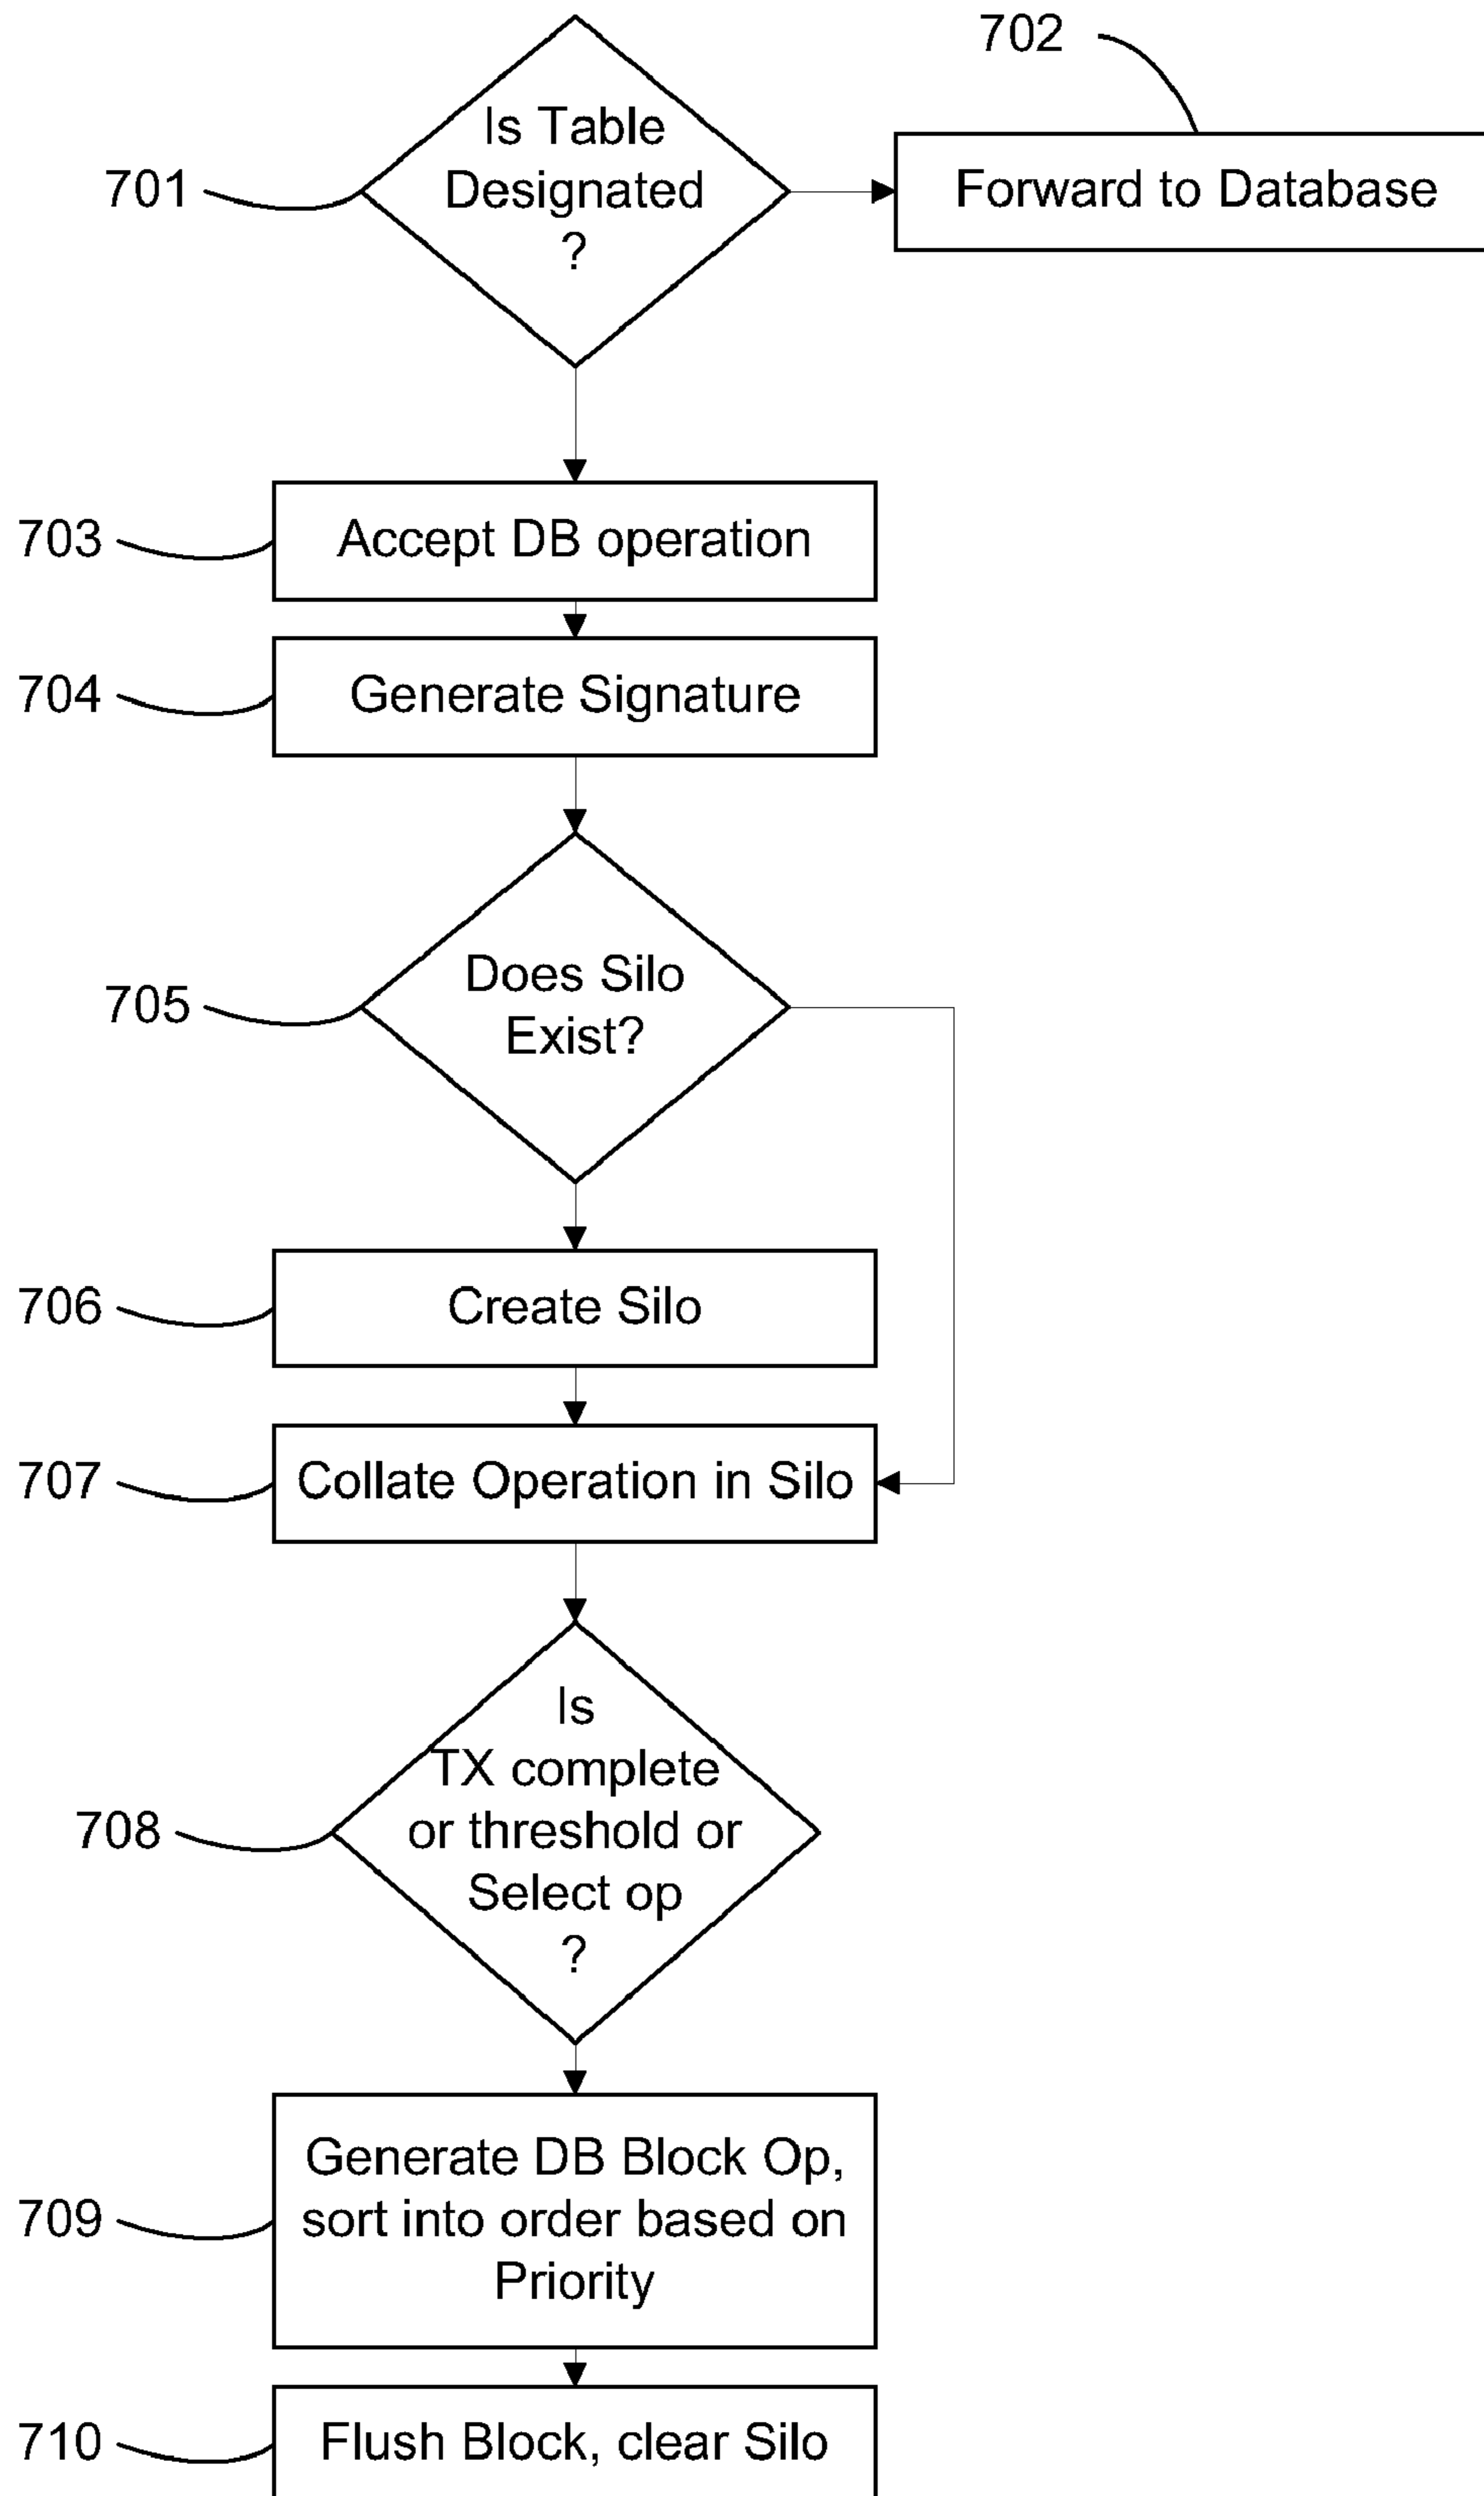 702
Is Table
Designated
?
701
Forward to Database
703
Accept DB operation
704
Generate Signature
705
Does Silo
Exist?
706
Create Silo
707
Collate Operation in Silo
708
Is
TX complete
or threshold or
Select op
?
709
Generate DB Block Op,
sort into order based on
Priority
710
Flush Block, clear Silo